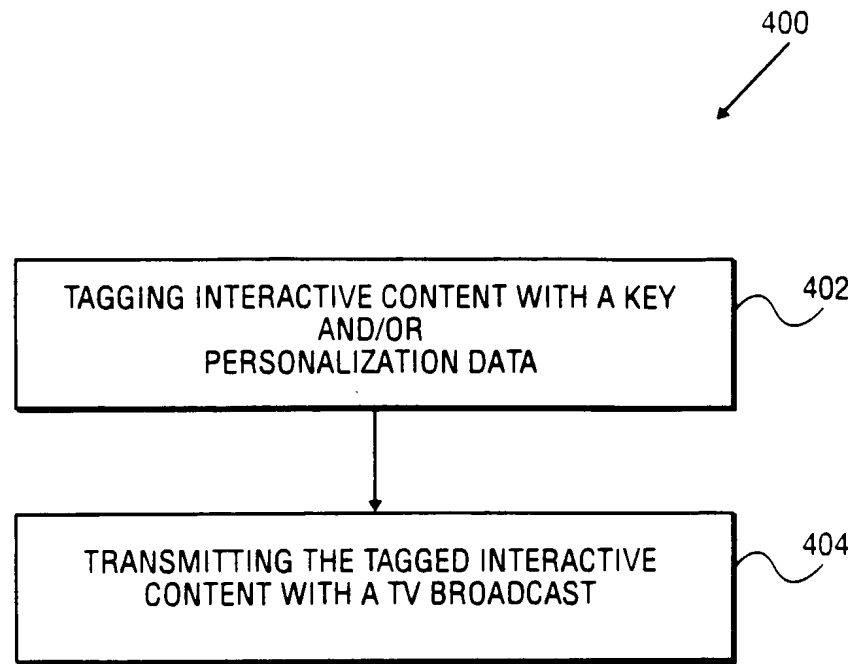 400
TAGGING INTERACTIVE CONTENT WITH A KEY
AND/OR
PERSONALIZATION DATA
402
TRANSMITTING THE TAGGED INTERACTIVE
CONTENT WITH A TV BROADCAST
404